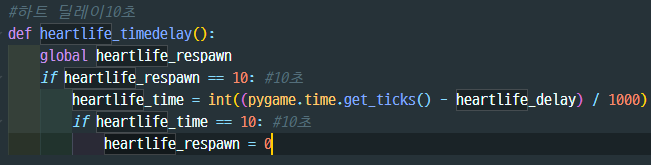 #하트 딜레이10초
def heartlife_timedelay():
    global heartlife_respawn
    if heartlife_respawn == 10: #10초
        heartlife_time = int((pygame.time.get_ticks() - heartlife_delay) / 1000)
        if heartlife_time == 10: #10초
            heartlife_respawn = 0